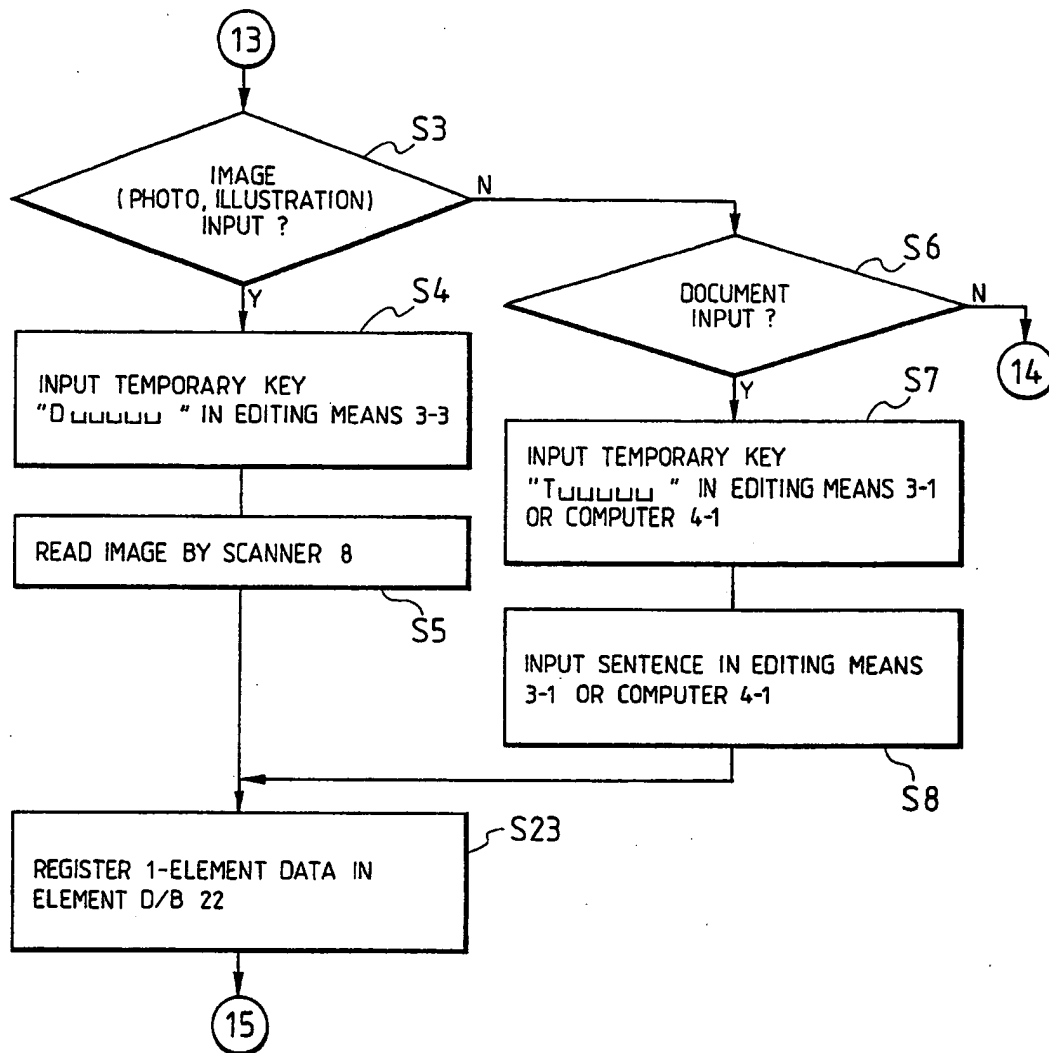 13
S3
IMAGE
(PHOTO, ILLUSTRATION)
INPUT ?
N
Y
S6
DOCUMENT
INPUT ?
N
14
Y
S4
INPUT TEMPORARY KEY
"D␣␣␣␣␣ " IN EDITING MEANS 3-3
S7
INPUT TEMPORARY KEY
"T␣␣␣␣␣ " IN EDITING MEANS 3-1
OR COMPUTER 4-1
READ IMAGE BY SCANNER 8
S5
INPUT SENTENCE IN EDITING MEANS
3-1 OR COMPUTER 4-1
S8
S23
REGISTER 1-ELEMENT DATA IN
ELEMENT D/B 22
15